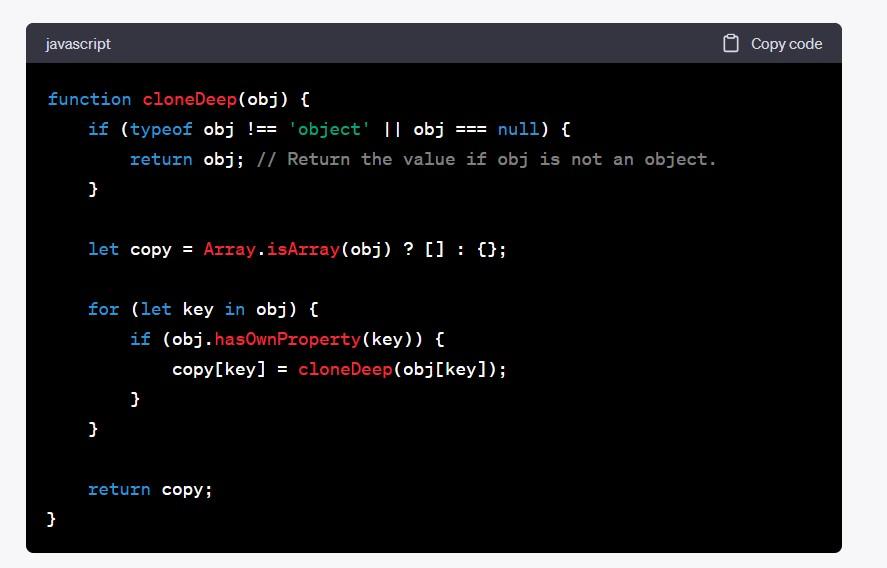 javascript
Copy code
function cloneDeep(obj) {
    if (typeof obj !== 'object' || obj === null) {
        return obj; // Return the value if obj is not an object.
    }
    let copy = Array.isArray(obj) ? [] : {};
    for (let key in obj) {
        if (obj.hasOwnProperty(key)) {
            copy[key] = cloneDeep(obj[key]);
        }
    }
    return copy;
}